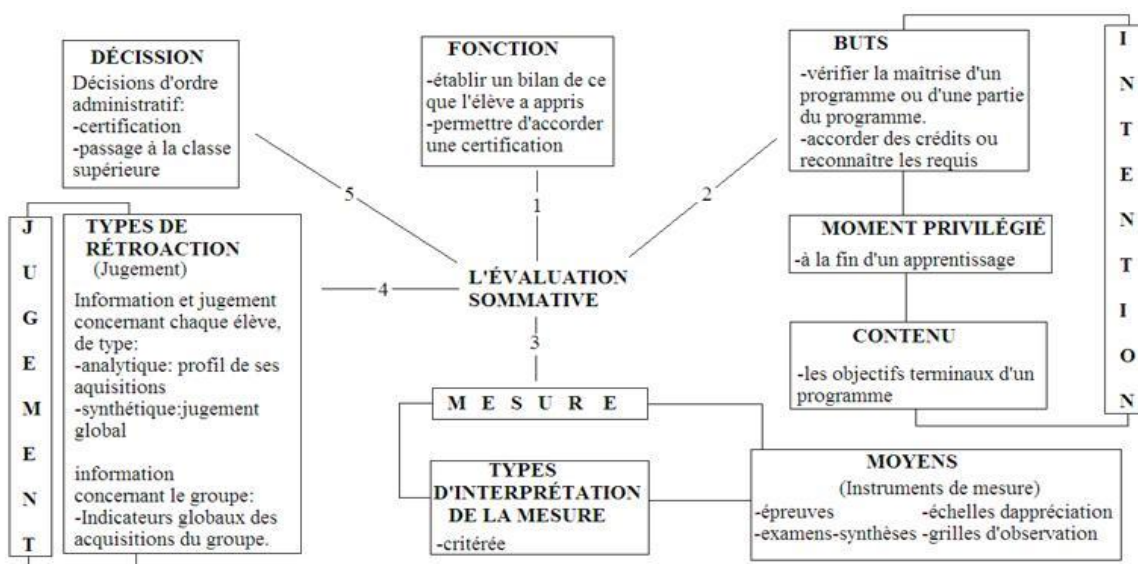 DÉCISSION
Décisions d'ordre
administratif:
-certification
-passage à la classe
supérieure
FONCTION
-établir un bilan de ce
que l'élève a appris
-permettre d'accorder
une certification
BUTS
-vérifier la maîtrise d'un
programme ou d'une partie
du programme.
-accorder des crédits ou
reconnaître les requis
INTENTION
5
1
2
JUGEMENT
TYPES DE
RÉTROACTION
(Jugement)
Information et jugement
concernant chaque élève,
de type:
-analytique: profil de ses
aquisitions
-synthétique:jugement
global
information
concernant le groupe:
-Indicateurs globaux des
acquisitions du groupe.
4
L'ÉVALUATION
SOMMATIVE
3
MOMENT PRIVILÉGIÉ
-à la fin d'un apprentissage
CONTENU
-les objectifs terminaux d'un
programme
M E S U R E
TYPES
D'INTERPRÉTATION
DE LA MESURE
-critérée
MOYENS
(Instruments de mesure)
-épreuves -échelles dappréciation
-examens-synthèses -grilles d'observation